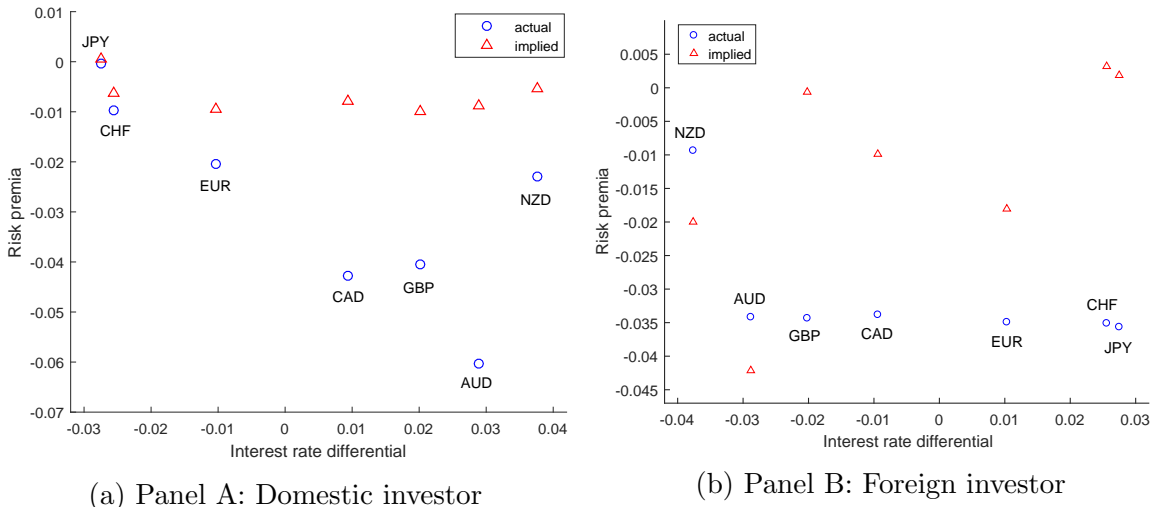 0.01
0
-0.01
-0.02
-0.03
-0.04
-0.05
-0.06
-0.07
Risk premia
JPY
CHF
EUR
CAD
GBP
AUD
NZD
actual
implied
-0.03
-0.02
-0.01
0
0.01
0.02
0.03
0.04
Interest rate differential
(a) Panel A: Domestic investor
0.005
0
-0.005
-0.01
-0.015
-0.02
-0.025
-0.03
-0.035
-0.04
-0.045
Risk premia
actual
implied
NZD
AUD
GBP
CAD
EUR
CHF
JPY
-0.04
-0.03
-0.02
-0.01
0
0.01
0.02
0.03
Interest rate differential
(b) Panel B: Foreign investor